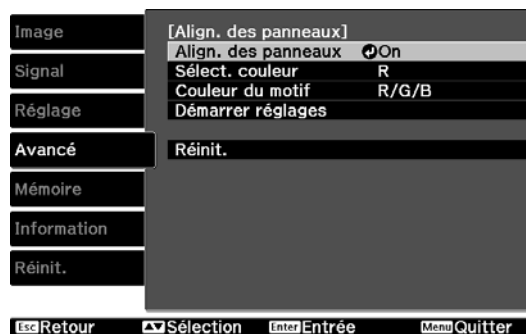 Image
Signal
Réglage
Avancé
Mémoire
Information
Réinit.
[Align. des panneaux]
Align. des panneaux On
Sélect. couleur R
Couleur du motif R/G/B
Démarrer réglages
Réinit.
Esc Retour Sélection Enter Entrée Menu Quitter